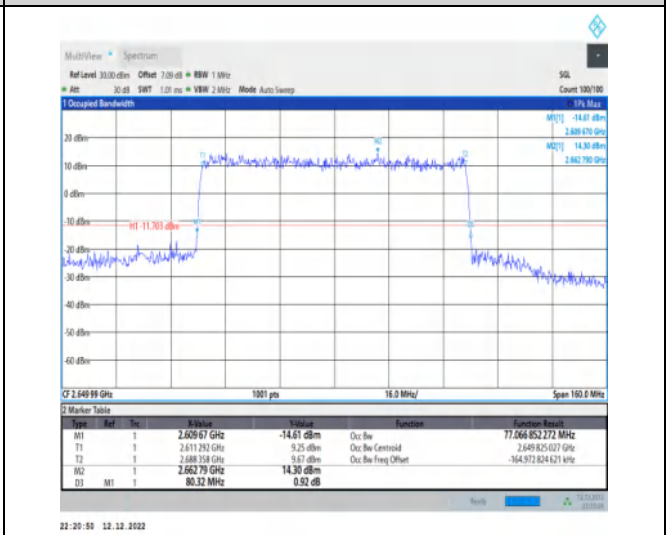 MultiView Spectrum
Ref Level 30.00 dBm Offset 7.09 dB RBW 1 MHz SGL
Att 30 dB SWT 1.01 ms VBW 2 MHz Mode Auto Sweep Count 100/100
1 Occupied Bandwidth 1Pk Max
M1[1] -14.61 dBm
2.609 670 GHz
M2[1] 14.30 dBm
2.662 790 GHz
20 dBm
10 dBm
0 dBm
-10 dBm
H1 -11.703 dBm
-20 dBm
-30 dBm
-40 dBm
-50 dBm
-60 dBm
M2
CF 2.649 99 GHz 1001 pts 16.0 MHz/ Span 160.0 MHz
2 Marker Table
Type Ref Trc X-Value Y-Value Function Function Result
M1 1 2.609 67 GHz -14.61 dBm Occ Bw 77.066 852 272 MHz
T1 1 2.611 292 GHz 9.25 dBm Occ Bw Centroid 2.649 825 027 GHz
T2 1 2.688 358 GHz 9.67 dBm Occ Bw Freq Offset -164.972 824 621 kHz
M2 1 2.662 79 GHz 14.30 dBm
D3 M1 1 80.32 MHz 0.92 dB
Ready 12.12.2022
22:20:50 12.12.2022